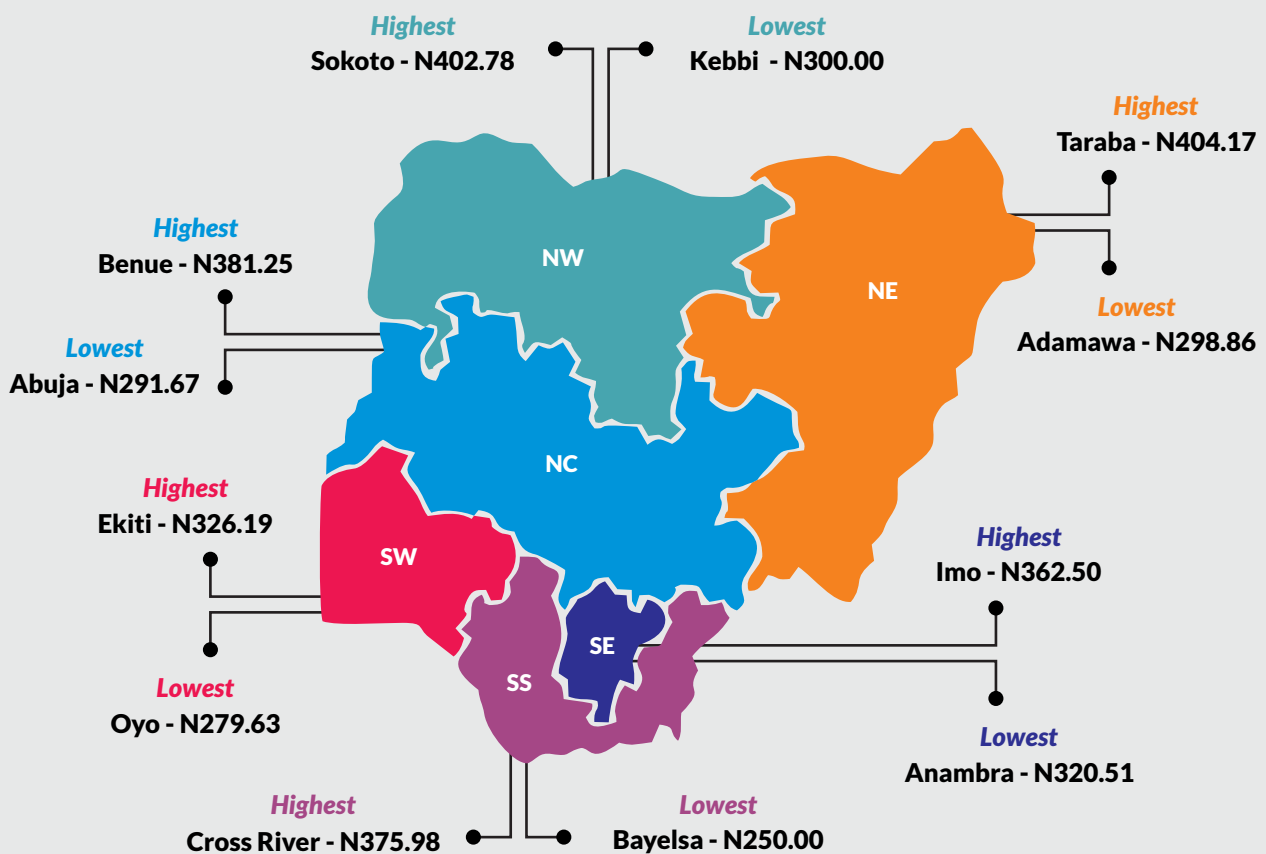 Highest
Sokoto - N402.78
Lowest
Kebbi - N300.00
Highest
Taraba - N404.17
Lowest
Adamawa - N298.86
Highest
Benue - N381.25
Lowest
Abuja - N291.67
NW
NE
NC
SW
SE
SS
Highest
Ekiti - N326.19
Lowest
Oyo - N279.63
Highest
Imo - N362.50
Lowest
Anambra - N320.51
Highest
Cross River - N375.98
Lowest
Bayelsa - N250.00